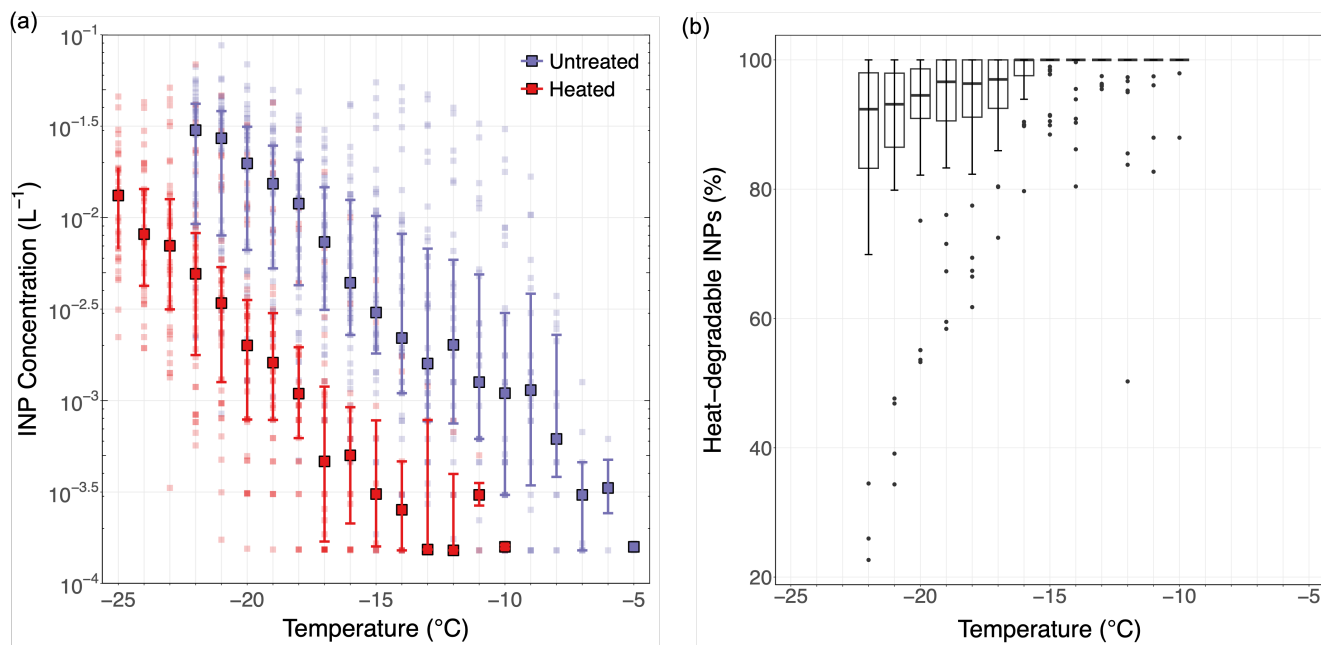 (a)
10⁻¹
10⁻¹·⁵
10⁻²
10⁻²·⁵
10⁻³
10⁻³·⁵
10⁻⁴
INP Concentration (L⁻¹)
Untreated
Heated
−25
−20
−15
−10
−5
Temperature (°C)
(b)
100
80
60
40
20
Heat−degradable INPs (%)
−25
−20
−15
−10
−5
Temperature (°C)